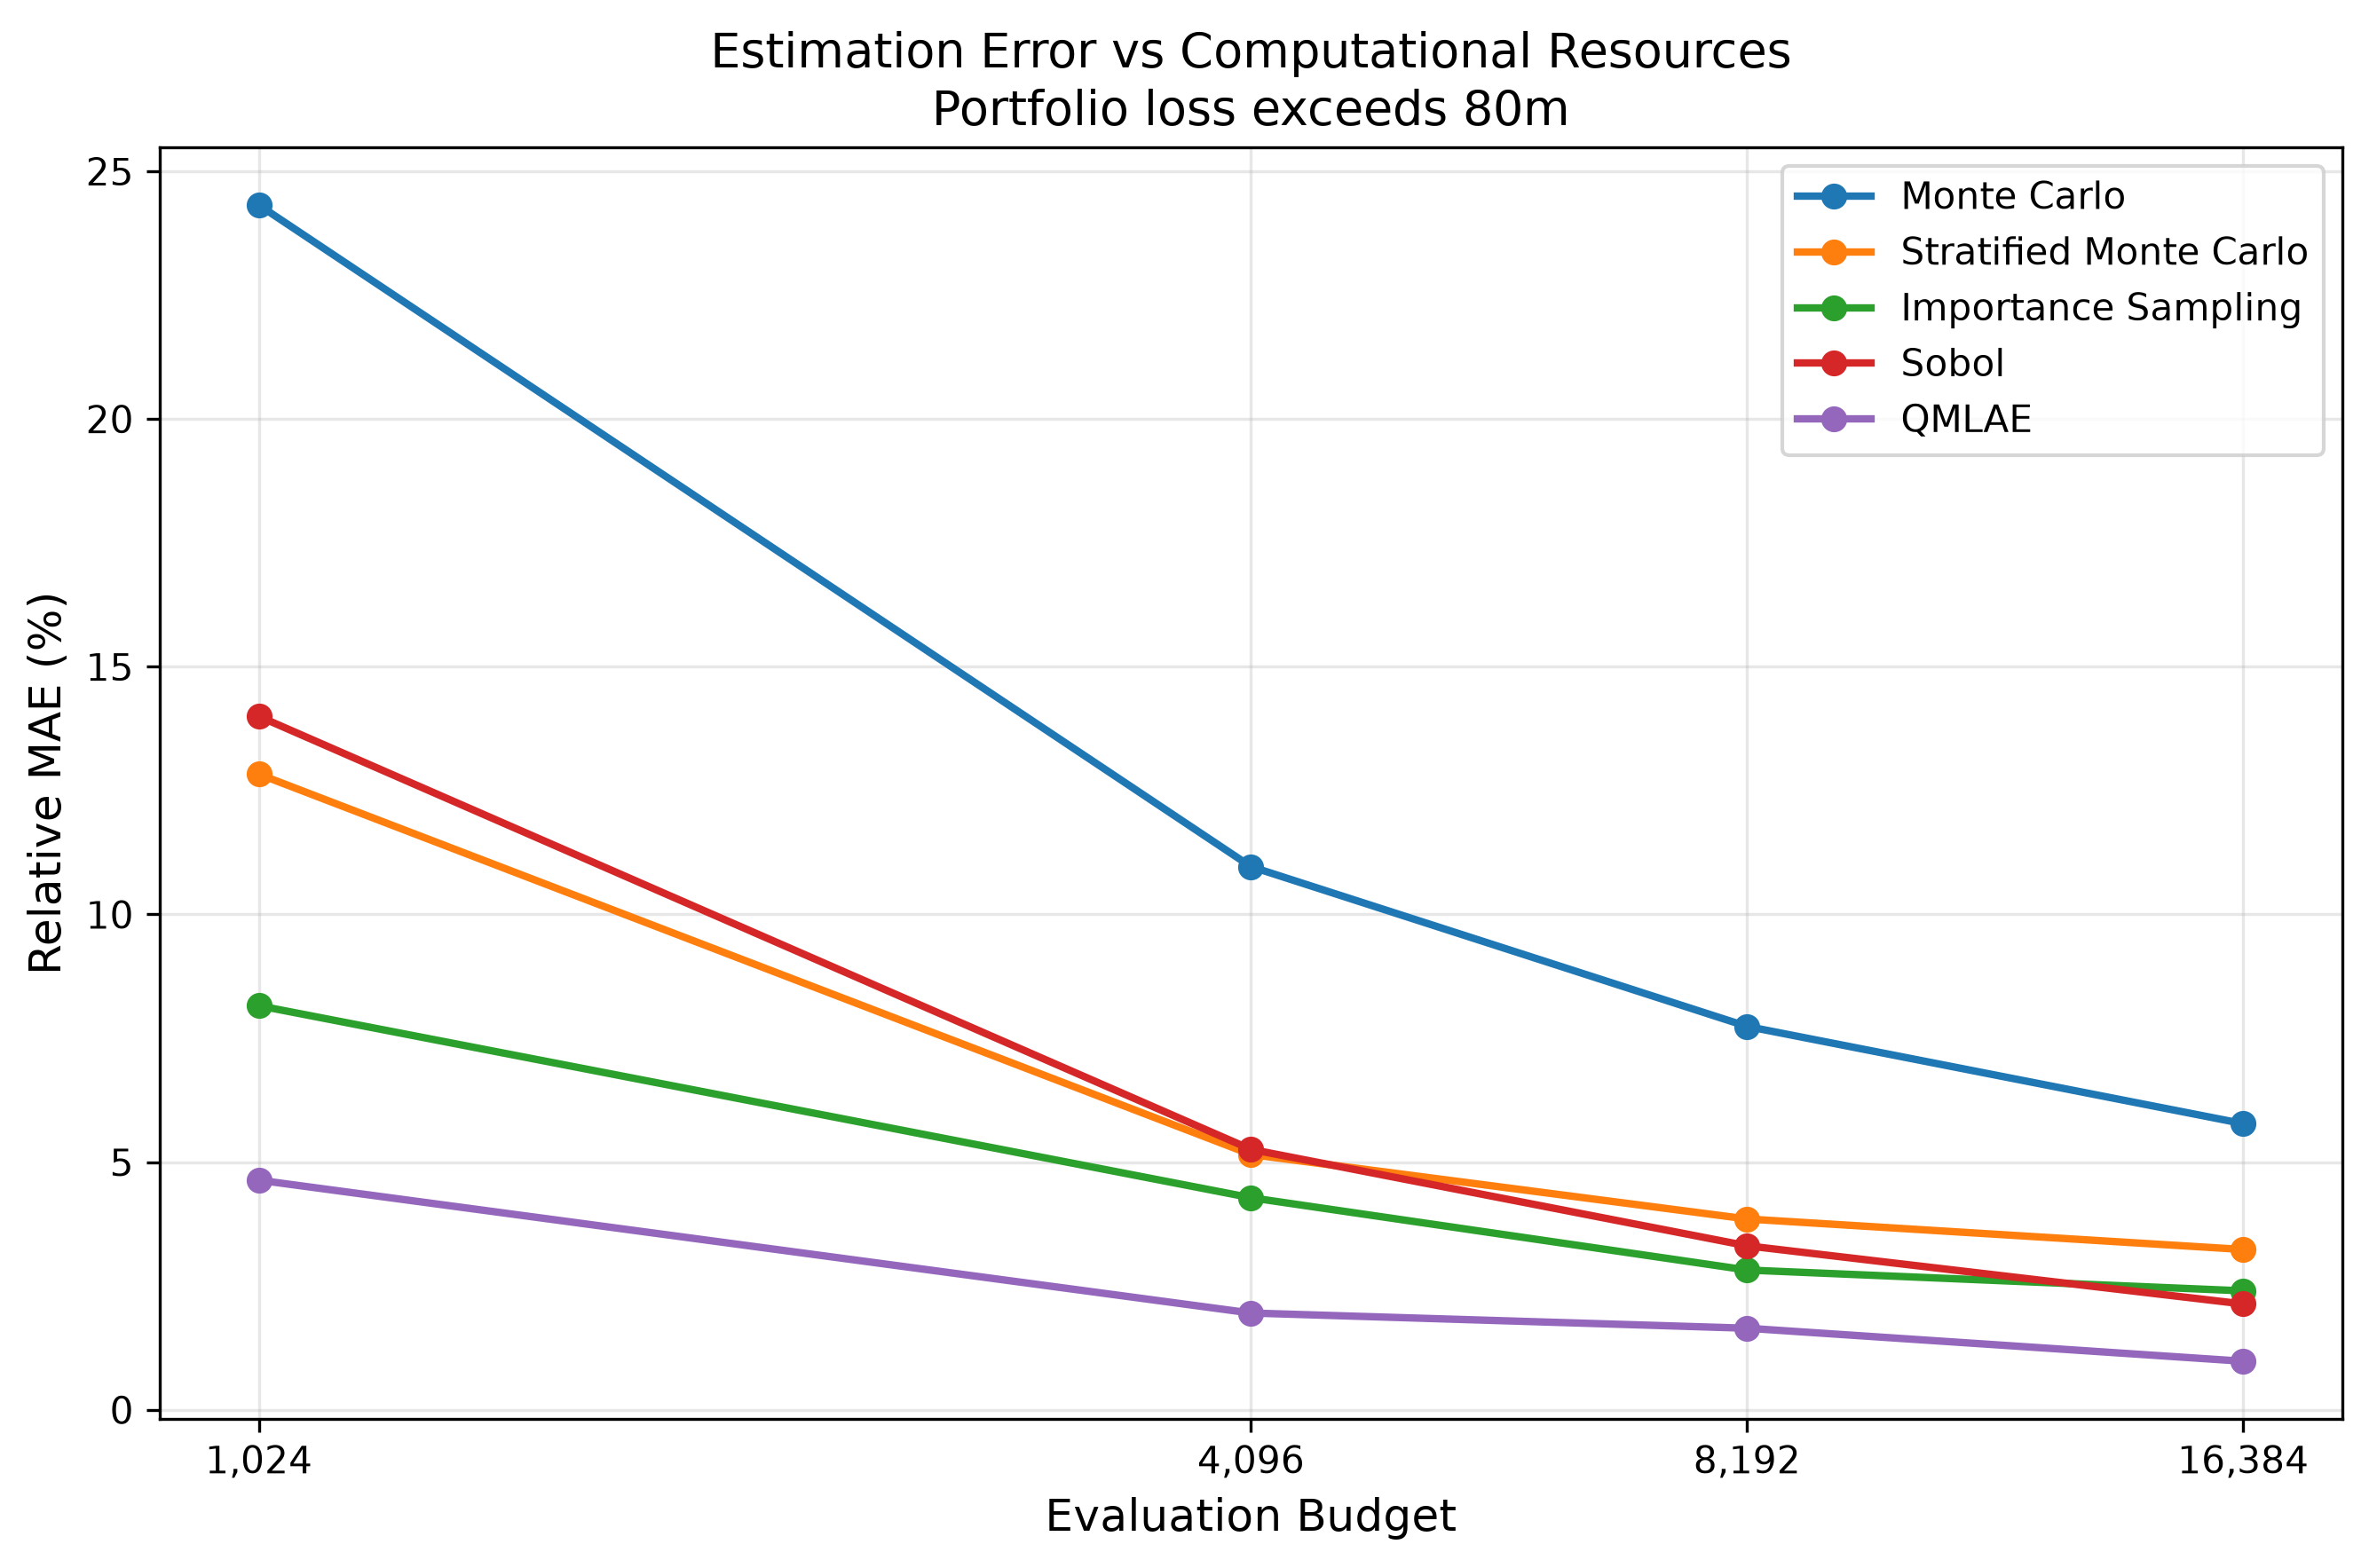 Estimation Error vs Computational Resources
Portfolio loss exceeds 80m
25
20
15
10
5
0
Relative MAE (%)
Monte Carlo
Stratified Monte Carlo
Importance Sampling
Sobol
QMLAE
1,024
4,096
8,192
16,384
Evaluation Budget